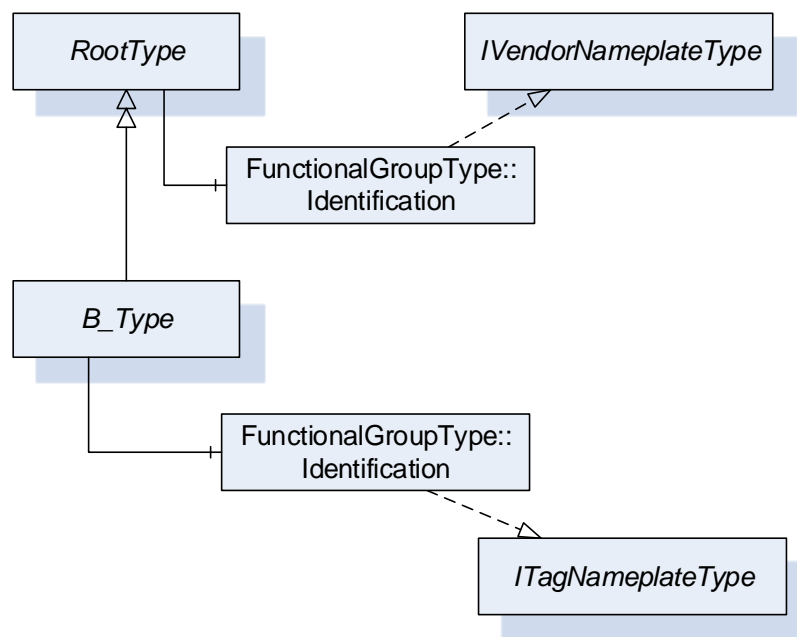 RootType
IVendorNameplateType
FunctionalGroupType::
Identification
B_Type
FunctionalGroupType::
Identification
ITagNameplateType